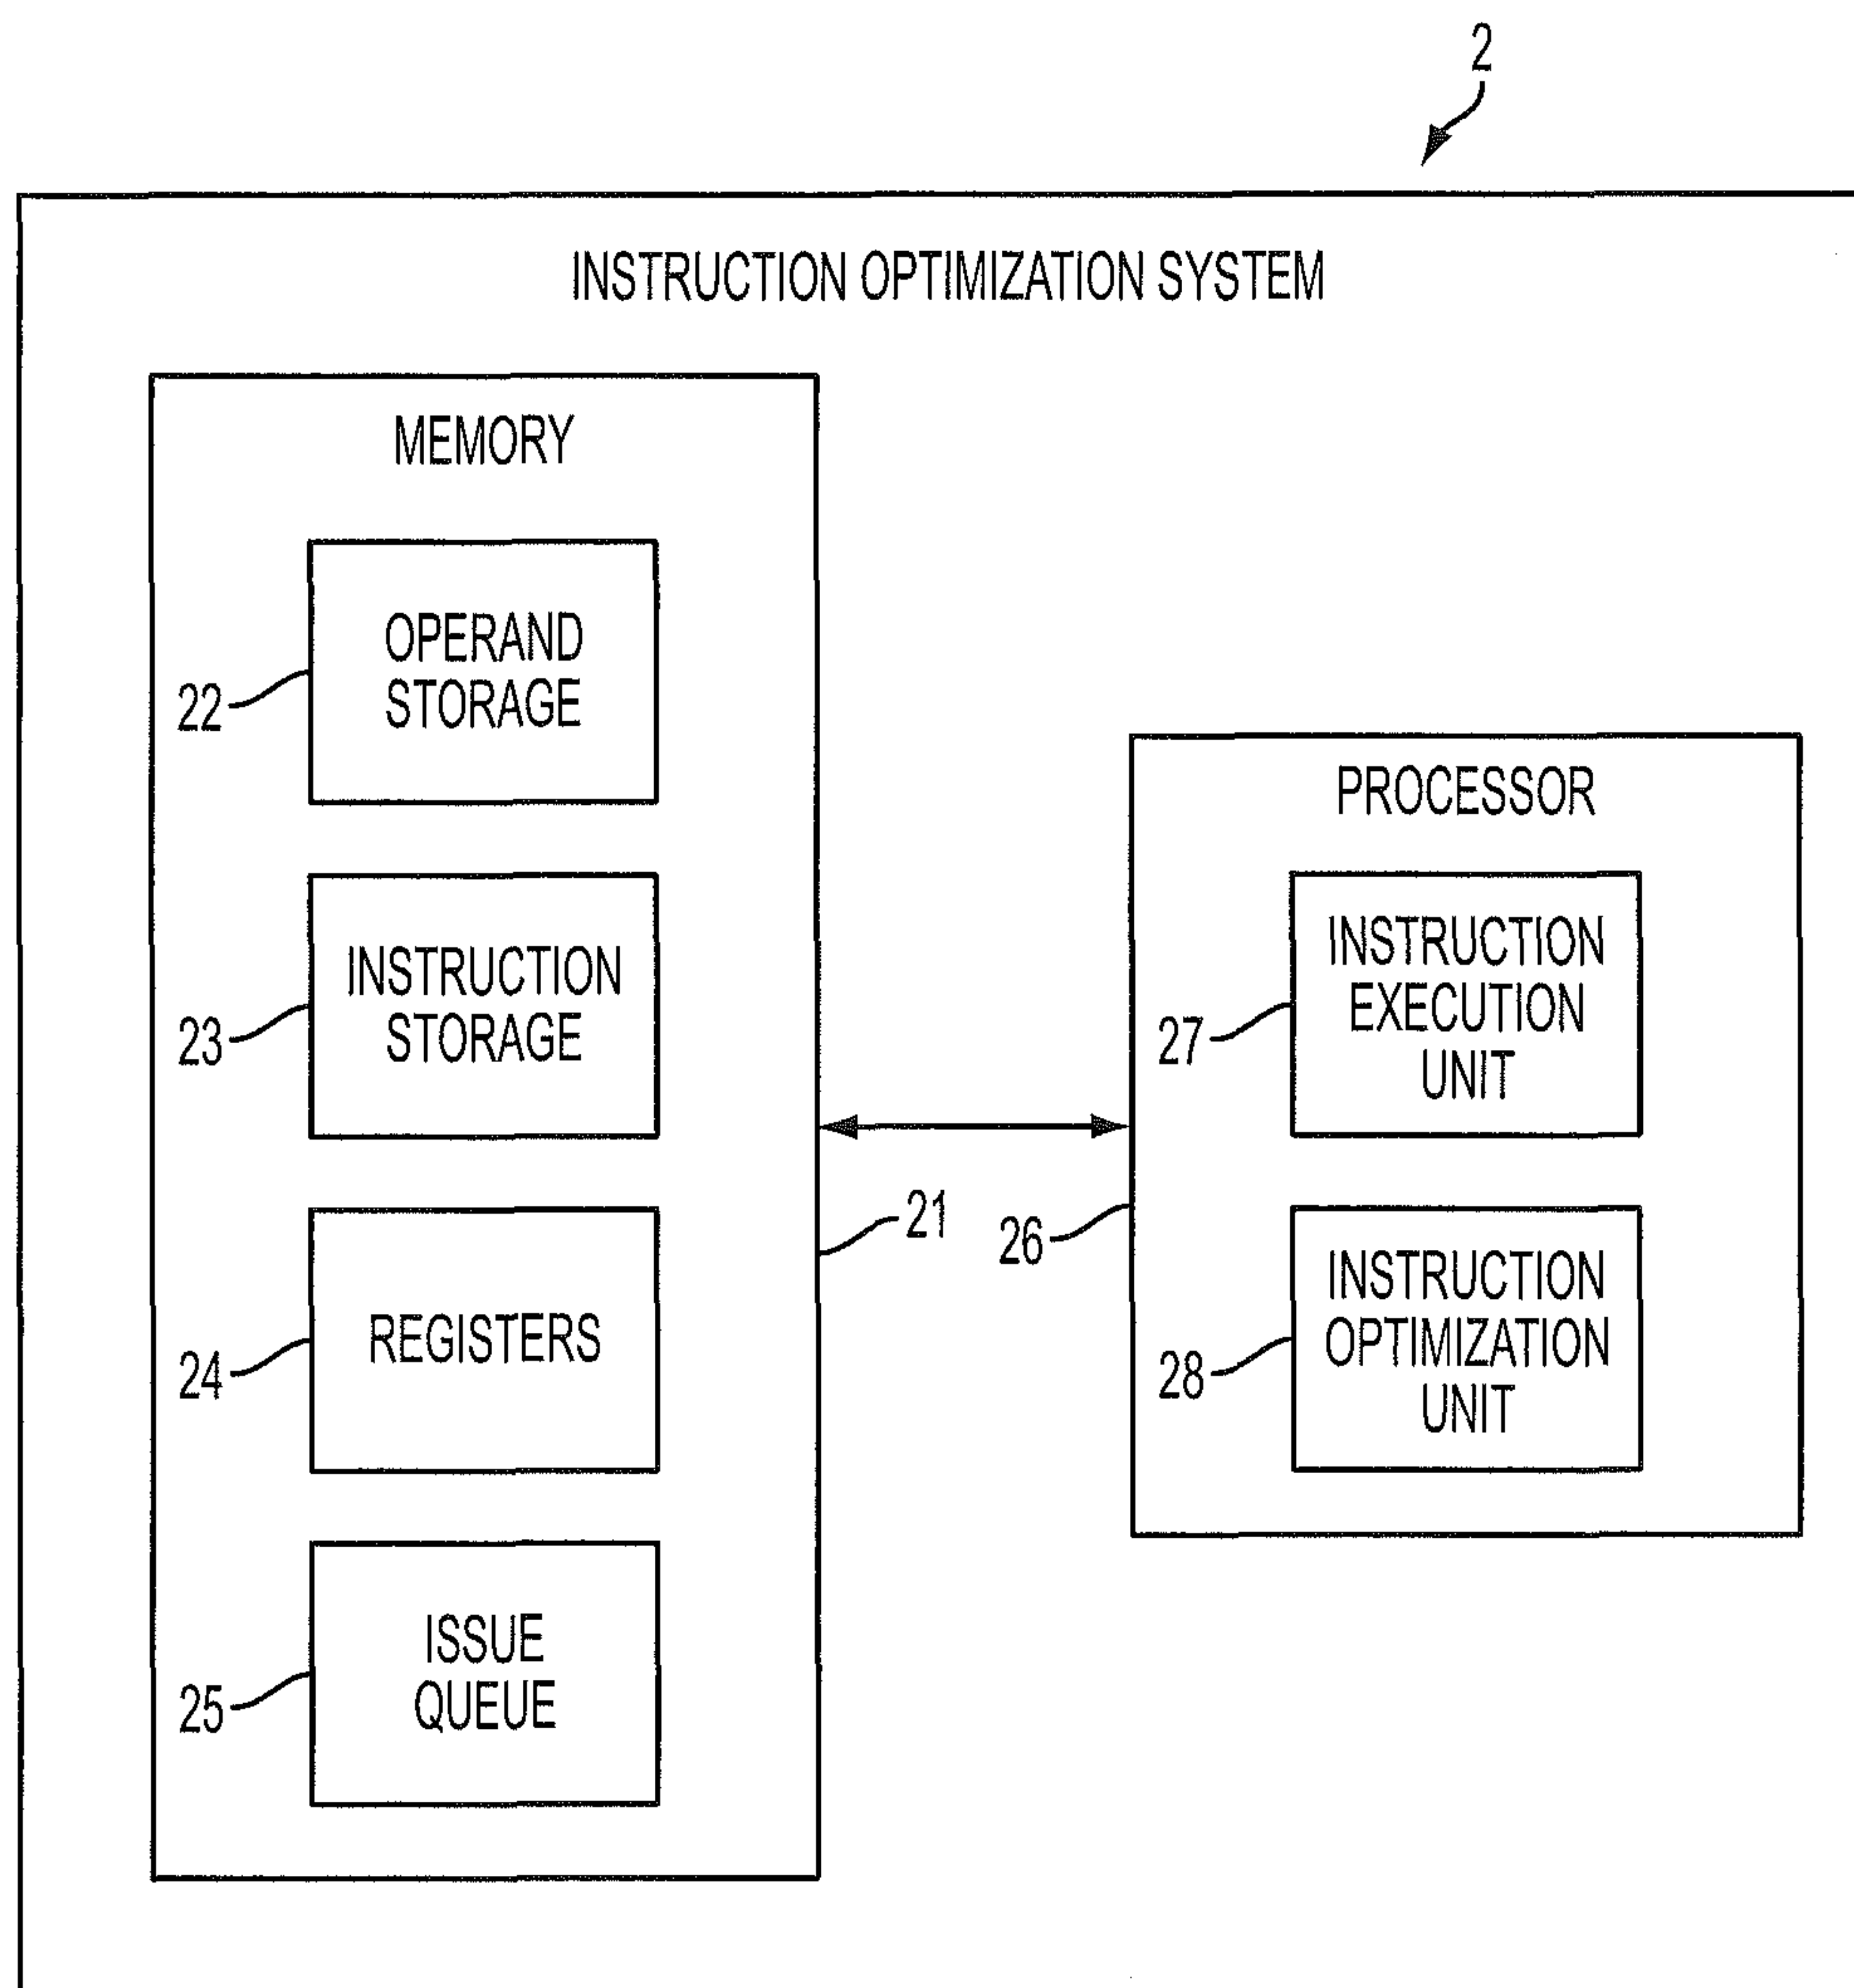 2
INSTRUCTION OPTIMIZATION SYSTEM
MEMORY
OPERAND
STORAGE
22
INSTRUCTION
STORAGE
23
REGISTERS
24
ISSUE
QUEUE
25
21
26
PROCESSOR
INSTRUCTION
EXECUTION
UNIT
27
INSTRUCTION
OPTIMIZATION
UNIT
28